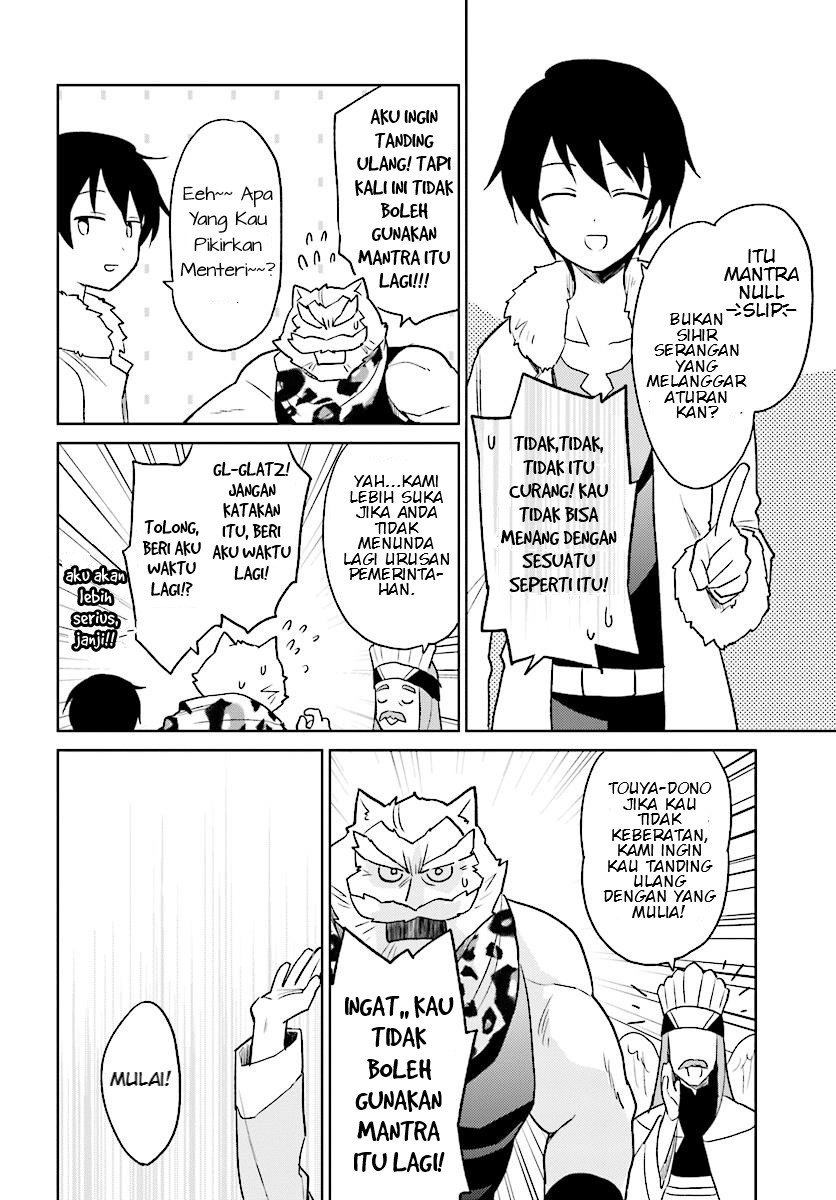 ITU
MANTRA
NULL
SLIP
BUKAN
SIHIR
SERANGAN
YANG
MELANGGAR
ATURAN
KAN?
TIDAK,TIDAK,
TIDAK ITU
CURANG! KAU
TIDAK BISA
MENANG DENGAN
SESUATU
SEPERTI ITU!
AKU INGIN
TANDING
ULANG! TAPI
KALI INI TIDAK
BOLEH
GUNAKAN
MANTRA ITU
LAGI!!!
Eeh~~ Apa
Yang Kau
Pikirkan
Menteri~~?
YAH...KAMI
LEBIH SUKA
JIKA ANDA
TIDAK
MENUNDA
LAGI URUSAN
PEMERINTA-
HAN.
GL-GLATZ!
JANGAN
KATAKAN
ITU, BERI
AKU WAKTU
LAGI!
TOLONG,
BERI AKU
WAKTU
LAGI!?
aku akan
lebih
serius,
janji!!
TOUYA-DONO
JIKA KAU
TIDAK
KEBERATAN,
KAMI INGIN
KAU TANDING
ULANG
DENGAN YANG
MULIA!
INGAT,, KAU
TIDAK
BOLEH
GUNAKAN
MANTRA
ITU LAGI!
MULAI!